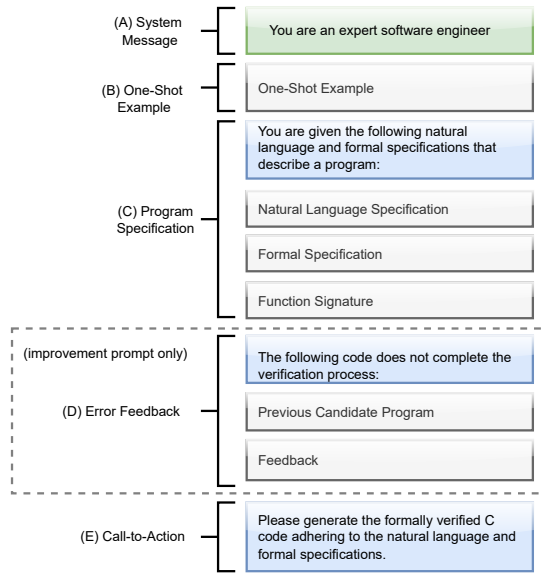 (A) System
Message
You are an expert software engineer
(B) One-Shot
Example
One-Shot Example
(C) Program
Specification
You are given the following natural
language and formal specifications that
describe a program:
Natural Language Specification
Formal Specification
Function Signature
(improvement prompt only)
(D) Error Feedback
The following code does not complete the
verification process:
Previous Candidate Program
Feedback
(E) Call-to-Action
Please generate the formally verified C
code adhering to the natural language and
formal specifications.